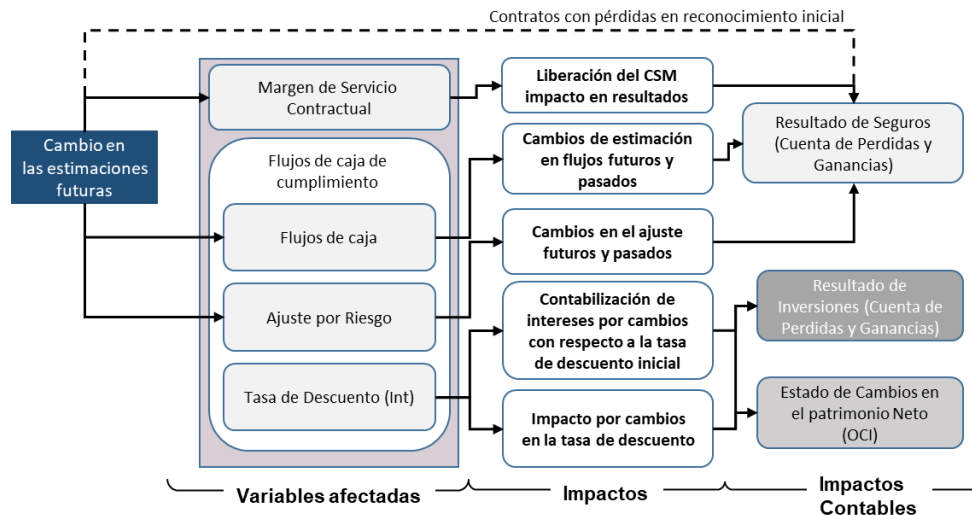 Contratos con pérdidas en reconocimiento inicial
Cambio en
las estimaciones
futuras
Margen de Servicio
Contractual
Flujos de caja de
cumplimiento
Flujos de caja
Ajuste por Riesgo
Tasa de Descuento (Int)
Liberación del CSM
impacto en resultados
Cambios de estimación
en flujos futuros y
pasados
Cambios en el ajuste
futuros y pasados
Contabilización de
intereses por cambios
con respecto a la tasa
de descuento inicial
Impacto por cambios
en la tasa de descuento
Resultado de Seguros
(Cuenta de Perdidas y
Ganancias)
Resultado de
Inversiones (Cuenta de
Perdidas y Ganancias)
Estado de Cambios en
el patrimonio Neto
(OCI)
Variables afectadas
Impactos
Impactos
Contables